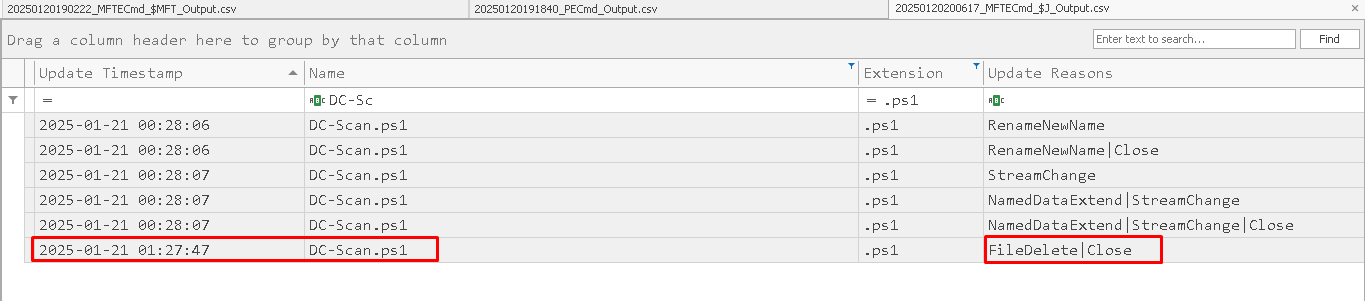 20250120190222_MFTECmd_$MFT_Output.csv 20250120191840_PECmd_Output.csv 20250120200617_MFTECmd_$J_Output.csv
Drag a column header here to group by that column Enter text to search... Find
Update Timestamp Name Extension Update Reasons
= ABC DC-Sc = .ps1 ABC
2025-01-21 00:28:06 DC-Scan.ps1 .ps1 RenameNewName
2025-01-21 00:28:06 DC-Scan.ps1 .ps1 RenameNewName|Close
2025-01-21 00:28:07 DC-Scan.ps1 .ps1 StreamChange
2025-01-21 00:28:07 DC-Scan.ps1 .ps1 NamedDataExtend|StreamChange
2025-01-21 00:28:07 DC-Scan.ps1 .ps1 NamedDataExtend|StreamChange|Close
2025-01-21 01:27:47 DC-Scan.ps1 .ps1 FileDelete|Close